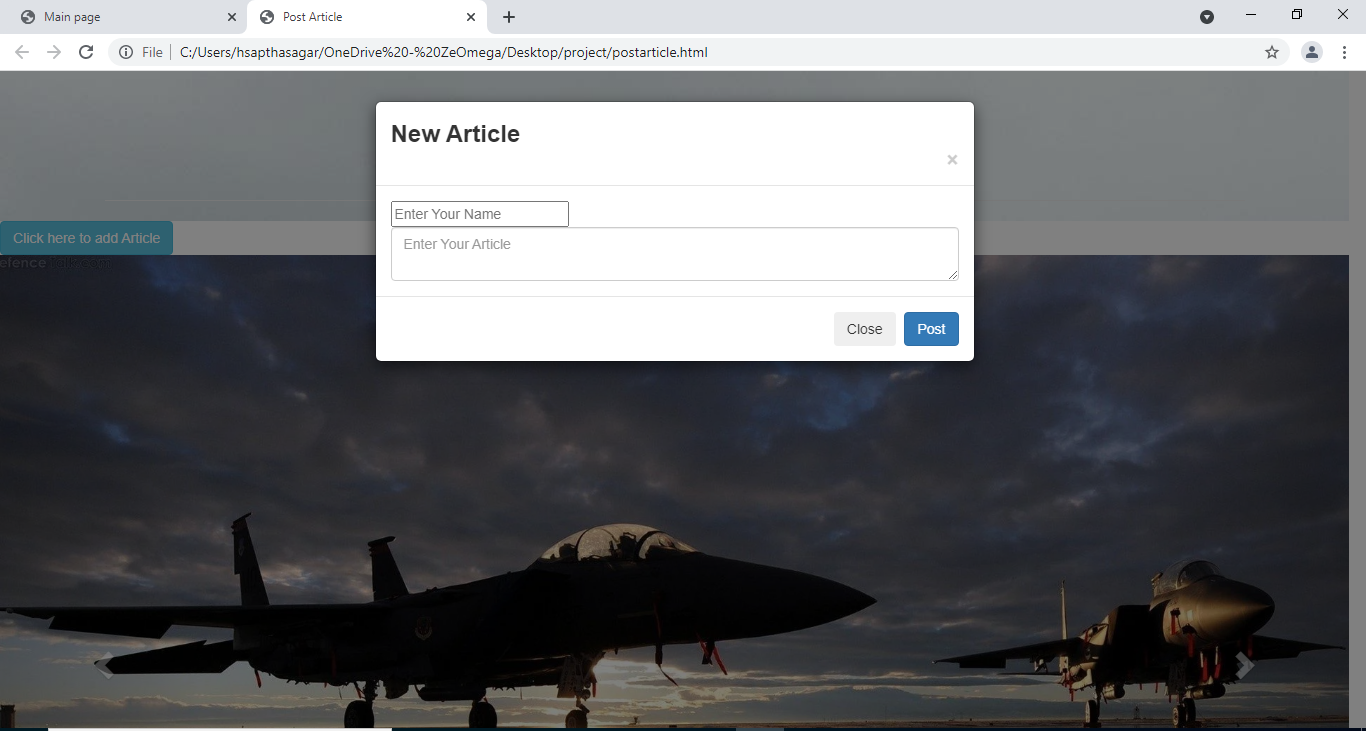 Main page
Post Article
File
C:/Users/hsapthasagar/OneDrive%20-%20ZeOmega/Desktop/project/postarticle.html
New Article
×
Enter Your Name
Click here to add Article
Enter Your Article
efence
Close
Post